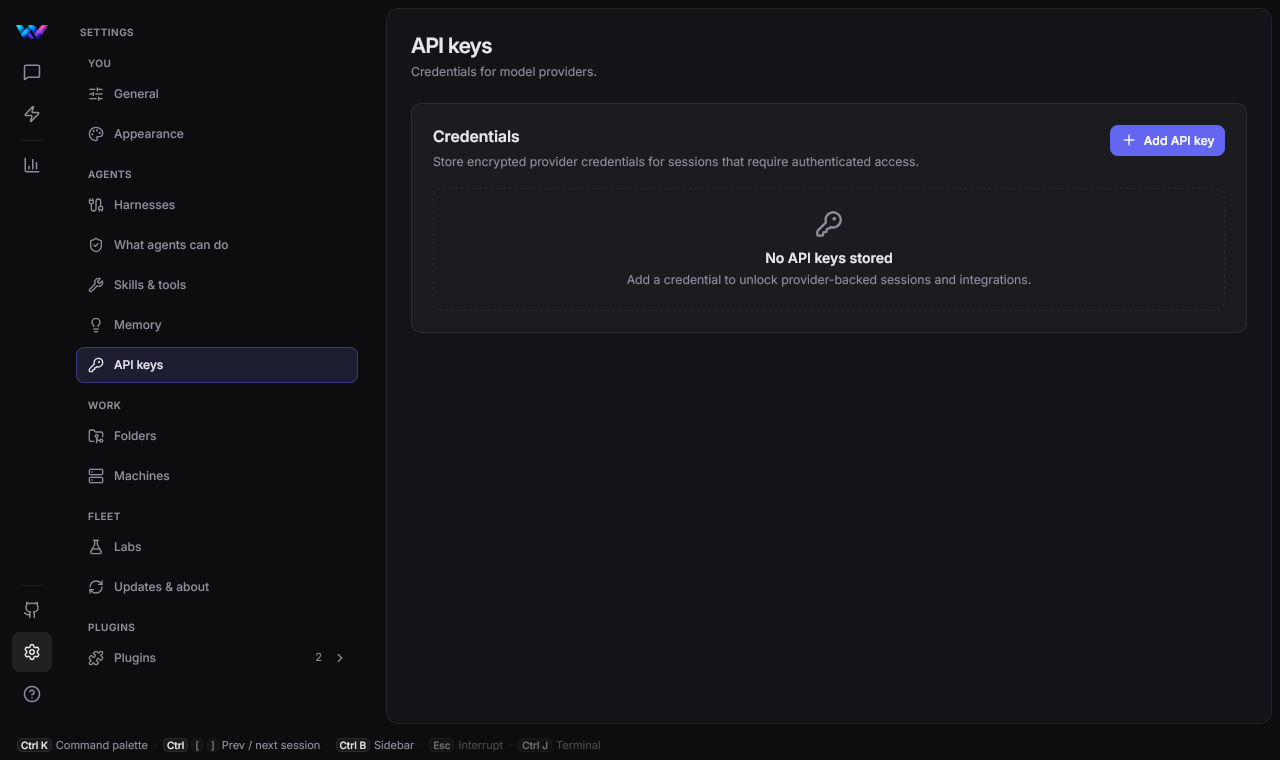 SETTINGS
YOU
General
Appearance
AGENTS
Harnesses
What agents can do
Skills & tools
Memory
API keys
WORK
Folders
Machines
FLEET
Labs
Updates & about
PLUGINS
Plugins 2
API keys
Credentials for model providers.
Credentials
Store encrypted provider credentials for sessions that require authenticated access.
Add API key
No API keys stored
Add a credential to unlock provider-backed sessions and integrations.
Ctrl K Command palette · Ctrl [ ] Prev / next session · Ctrl B Sidebar · Esc Interrupt · Ctrl J Terminal